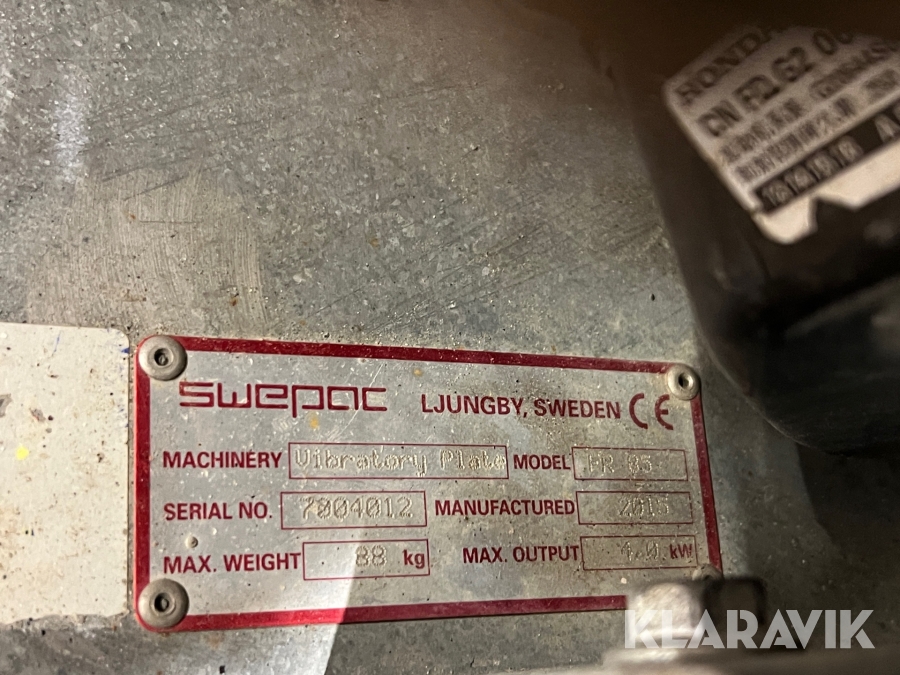 HONDA
swepac LJUNGBY, SWEDEN CE
MACHINERY Vibratory Plate MODEL FR 85
SERIAL NO. 7004012 MANUFACTURED 2015
MAX. WEIGHT 88 kg MAX. OUTPUT 4.0 kW
KLARAVIK